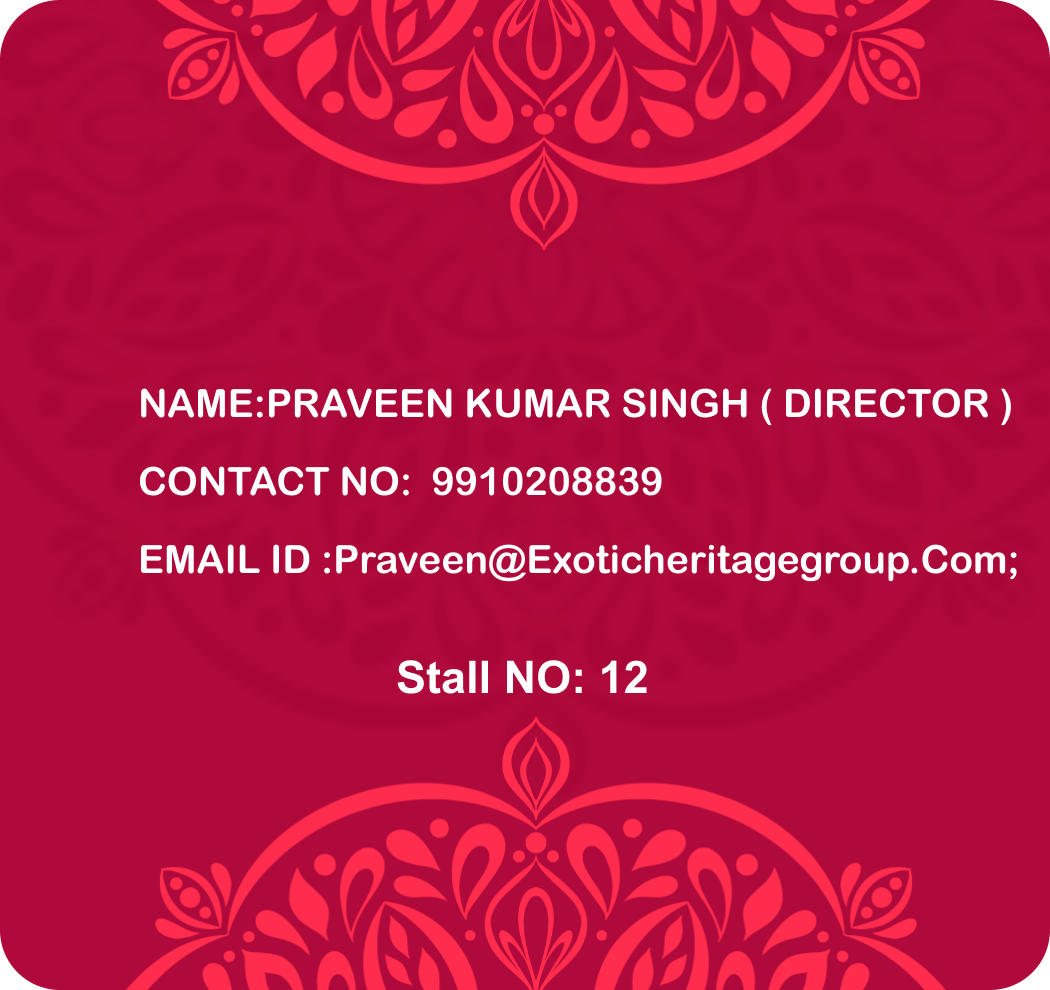 NAME:PRAVEEN KUMAR SINGH ( DIRECTOR )
CONTACT NO:  9910208839
EMAIL ID :Praveen@Exoticheritagegroup.Com;
Stall NO: 12